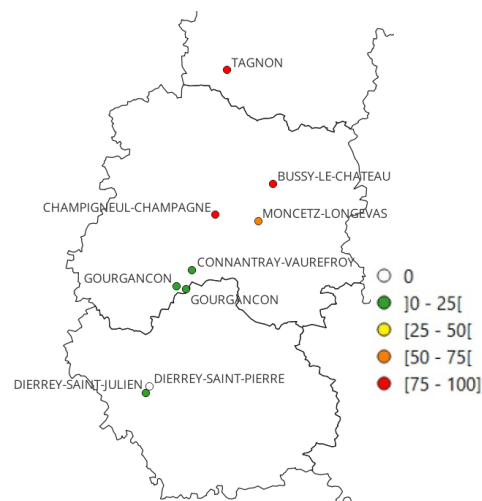 TAGNON
BUSSY-LE-CHATEAU
CHAMPIGNEUL-CHAMPAGNE
MONCETZ-LONGEVAS
CONNANTRAY-VAUREFROY
GOURGANCON
GOURGANCON
DIERREY-SAINT-JULIEN
DIERREY-SAINT-PIERRE
0
]0 - 25[
[25 - 50[
[50 - 75[
[75 - 100]